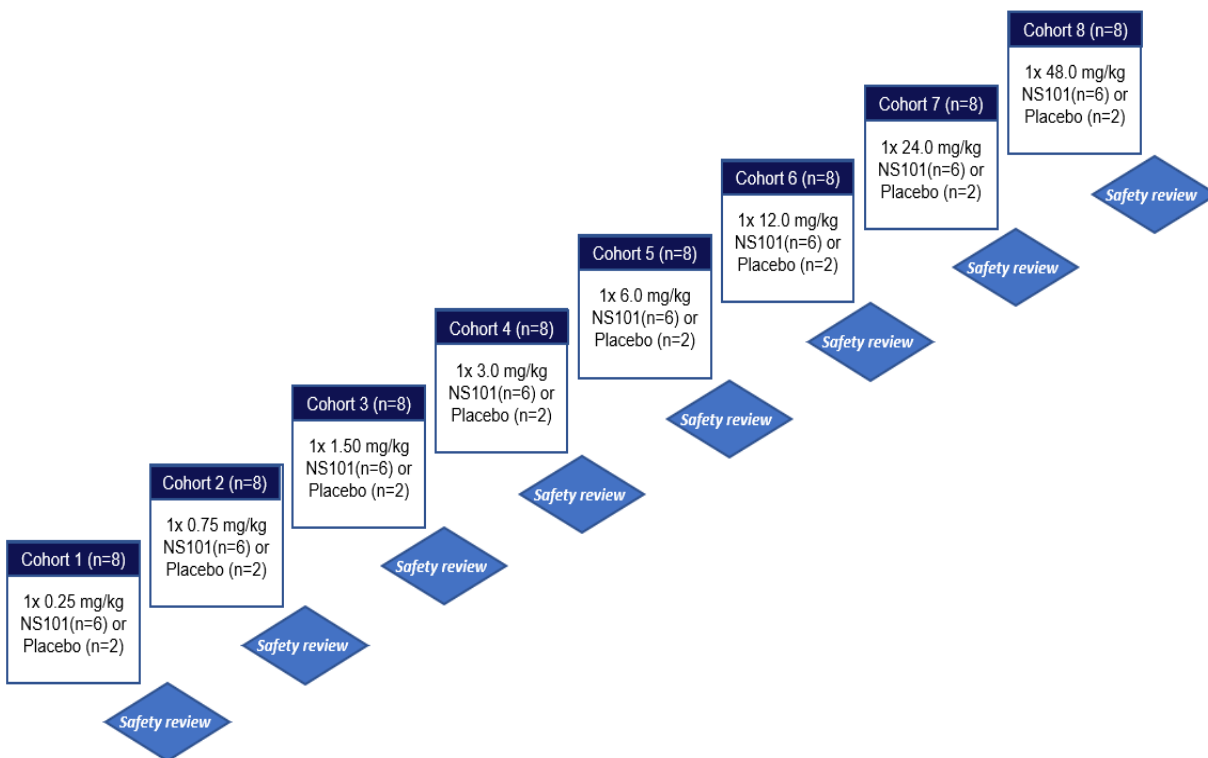 Cohort 1 (n=8)
1x 0.25 mg/kg
NS101(n=6) or
Placebo (n=2)
Safety review
Cohort 2 (n=8)
1x 0.75 mg/kg
NS101(n=6) or
Placebo (n=2)
Safety review
Cohort 3 (n=8)
1x 1.50 mg/kg
NS101(n=6) or
Placebo (n=2)
Safety review
Cohort 4 (n=8)
1x 3.0 mg/kg
NS101(n=6) or
Placebo (n=2)
Safety review
Cohort 5 (n=8)
1x 6.0 mg/kg
NS101(n=6) or
Placebo (n=2)
Safety review
Cohort 6 (n=8)
1x 12.0 mg/kg
NS101(n=6) or
Placebo (n=2)
Safety review
Cohort 7 (n=8)
1x 24.0 mg/kg
NS101(n=6) or
Placebo (n=2)
Safety review
Cohort 8 (n=8)
1x 48.0 mg/kg
NS101(n=6) or
Placebo (n=2)
Safety review